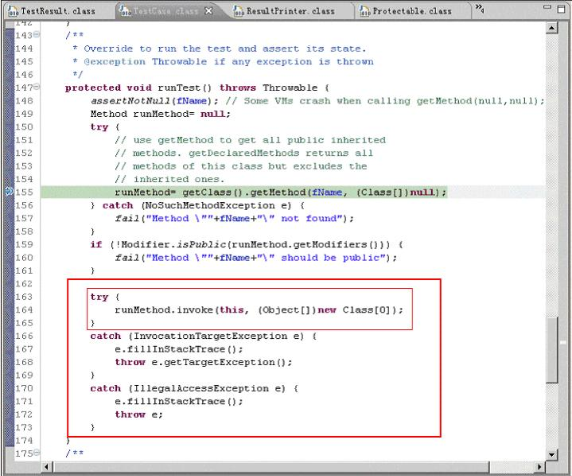 TestResult.class TestCase.class ResultPrinter.class Protectable.class
142
143 /**
144 * Override to run the test and assert its state.
145 * @exception Throwable if any exception is thrown
146 */
147 protected void runTest() throws Throwable {
148 assertNotNull(fName); // Some VMs crash when calling getMethod(null,null);
149 Method runMethod= null;
150 try {
151 // use getMethod to get all public inherited
152 // methods. getDeclaredMethods returns all
153 // methods of this class but excludes the
154 // inherited ones.
155 runMethod= getClass().getMethod(fName, (Class[])null);
156 } catch (NoSuchMethodException e) {
157 fail("Method \""+fName+"\" not found");
158 }
159 if (!Modifier.isPublic(runMethod.getModifiers())) {
160 fail("Method \""+fName+"\" should be public");
161 }
162
163 try {
164 runMethod.invoke(this, (Object[])new Class[0]);
165 }
166 catch (InvocationTargetException e) {
167 e.fillInStackTrace();
168 throw e.getTargetException();
169 }
170 catch (IllegalAccessException e) {
171 e.fillInStackTrace();
172 throw e;
173 }
174 }
175 /**